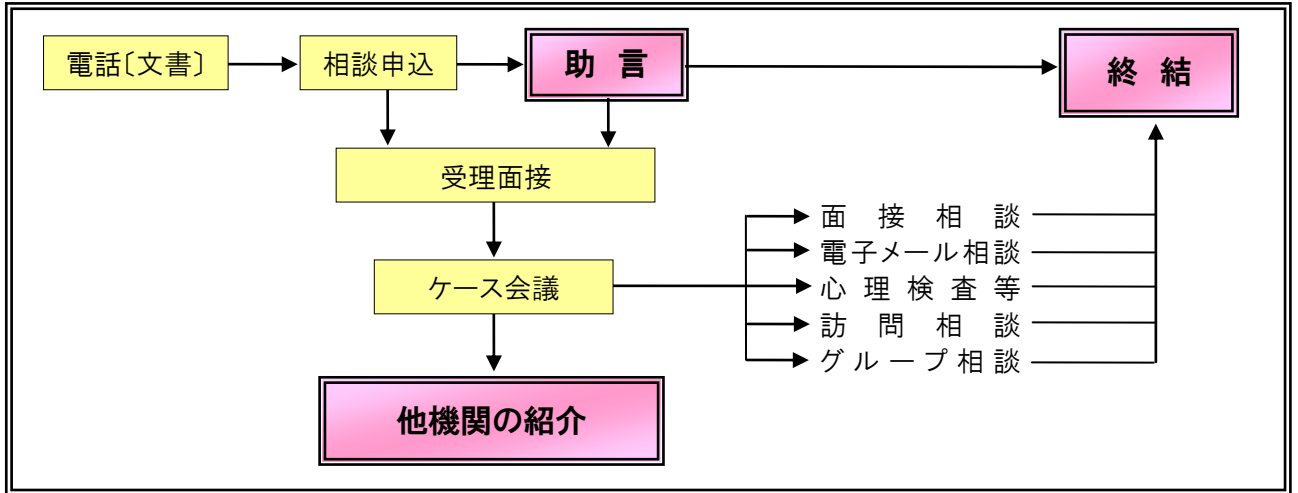 電話〔文書〕
相談申込
助言
終結
受理面接
ケース会議
面接相談
電子メール相談
心理検査等
訪問相談
グループ相談
他機関の紹介